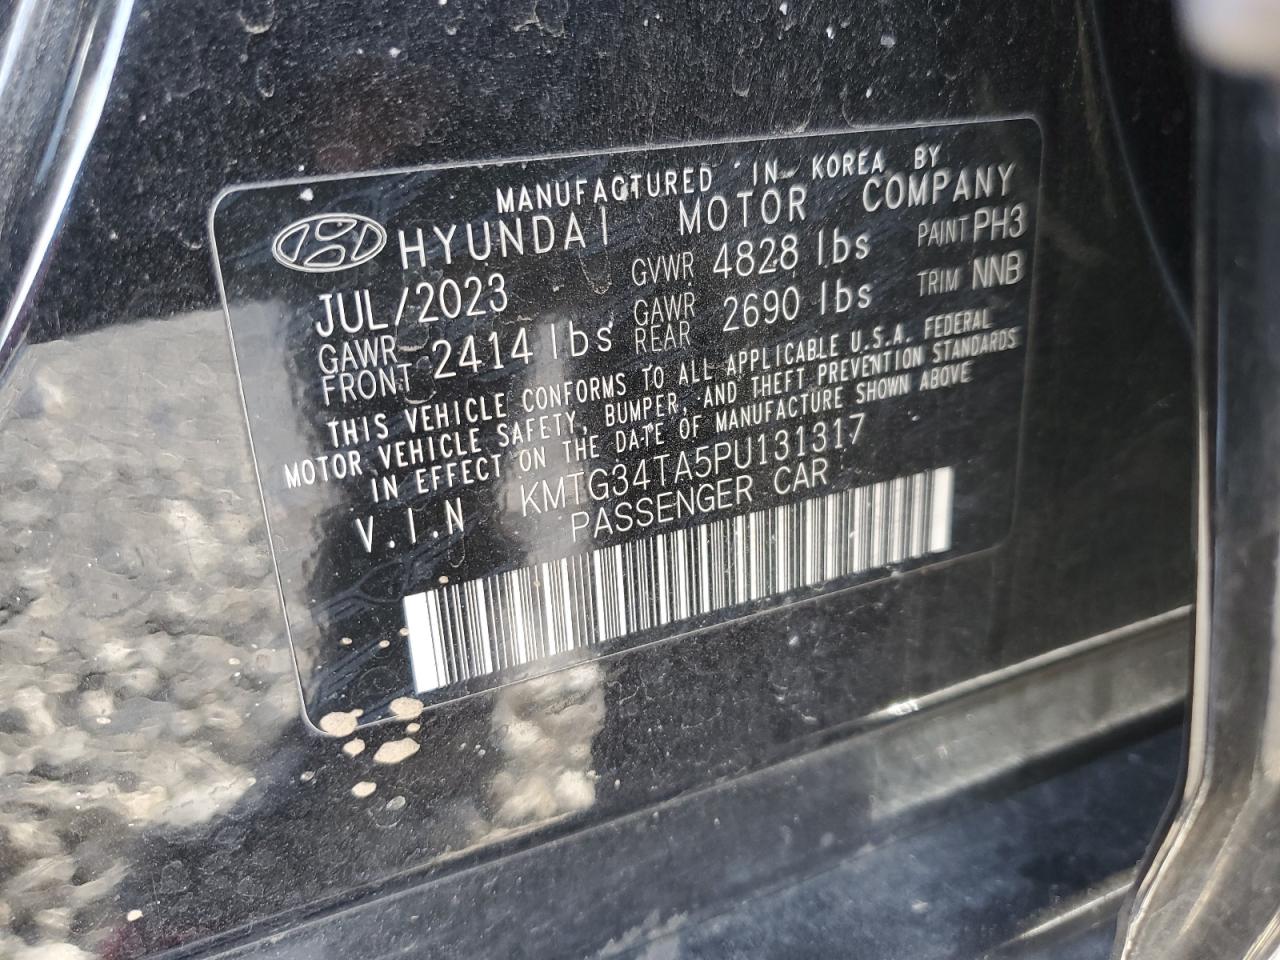 MANUFACTURED IN KOREA BY
HYUNDAI MOTOR COMPANY
JUL/2023 GVWR 4828 lbs PAINT PH3
GAWR FRONT 2414 lbs GAWR REAR 2690 lbs TRIM NNB
THIS VEHICLE CONFORMS TO ALL APPLICABLE U.S.A. FEDERAL
MOTOR VEHICLE SAFETY, BUMPER, AND THEFT PREVENTION STANDARDS
IN EFFECT ON THE DATE OF MANUFACTURE SHOWN ABOVE
V.I.N KMTG34TA5PU131317
PASSENGER CAR